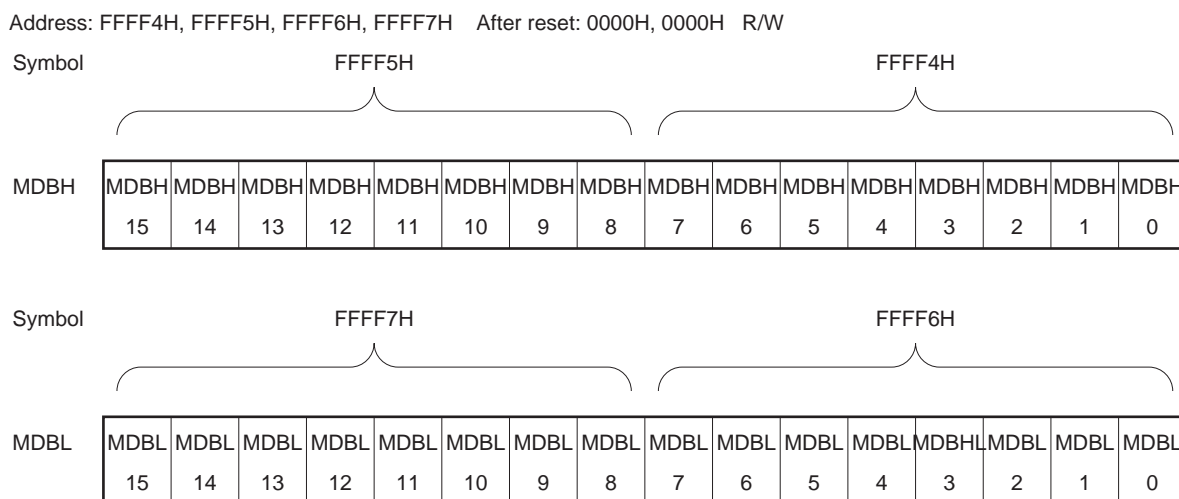 Address: FFFF4H, FFFF5H, FFFF6H, FFFF7H After reset: 0000H, 0000H R/W
Symbol FFFF5H FFFF4H
MDBH MDBH MDBH MDBH MDBH MDBH MDBH MDBH MDBH MDBH MDBH MDBH MDBH MDBH MDBH MDBH MDBH
15 14 13 12 11 10 9 8 7 6 5 4 3 2 1 0
Symbol FFFF7H FFFF6H
MDBL MDBL MDBL MDBL MDBL MDBL MDBL MDBL MDBL MDBL MDBL MDBL MDBL MDBHL MDBL MDBL MDBL
15 14 13 12 11 10 9 8 7 6 5 4 3 2 1 0